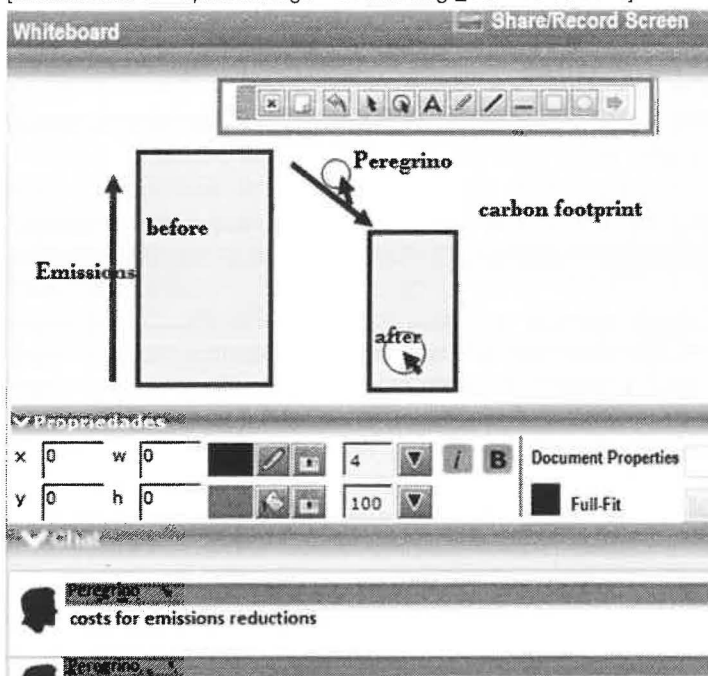 Whiteboard
Share/Record Screen
A
Peregrino
carbon footprint
before
Emissions
after
Propriedades
x 0 w 0 4 i B Document Properties
y 0 h 0 100 Full-Fit
Chat
Peregrino
costs for emissions reductions
Peregrino